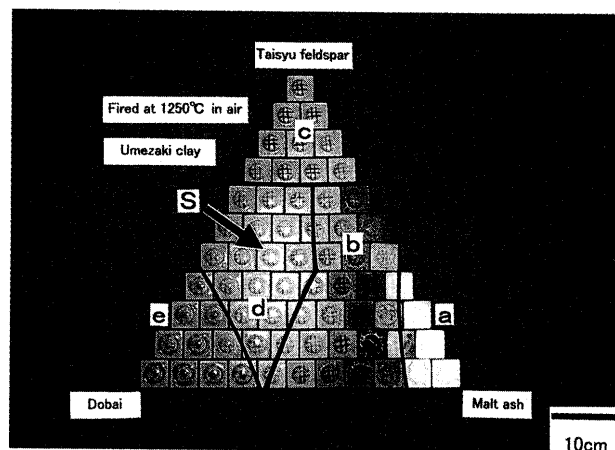 Taisyu feldspar
Fired at 1250℃ in air
c
Umezaki clay
S
b
d
e
a
Dobai
Malt ash
10cm